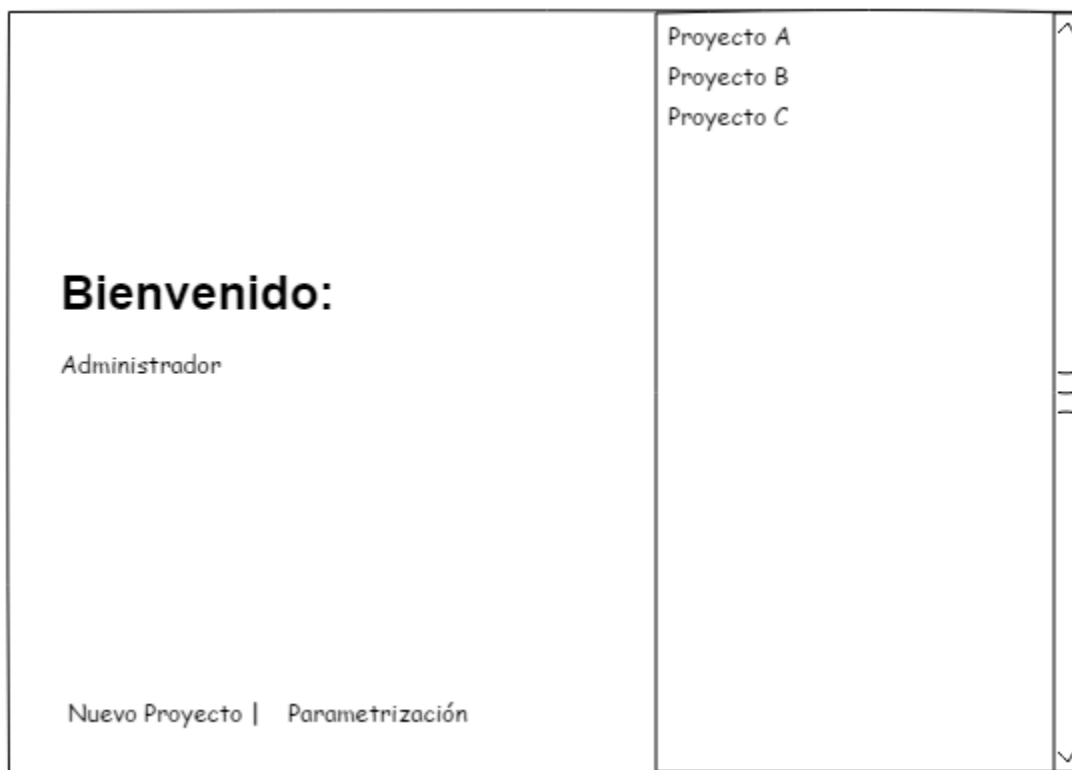 Bienvenido:
Administrador
Nuevo Proyecto | Parametrización
Proyecto A
Proyecto B
Proyecto C